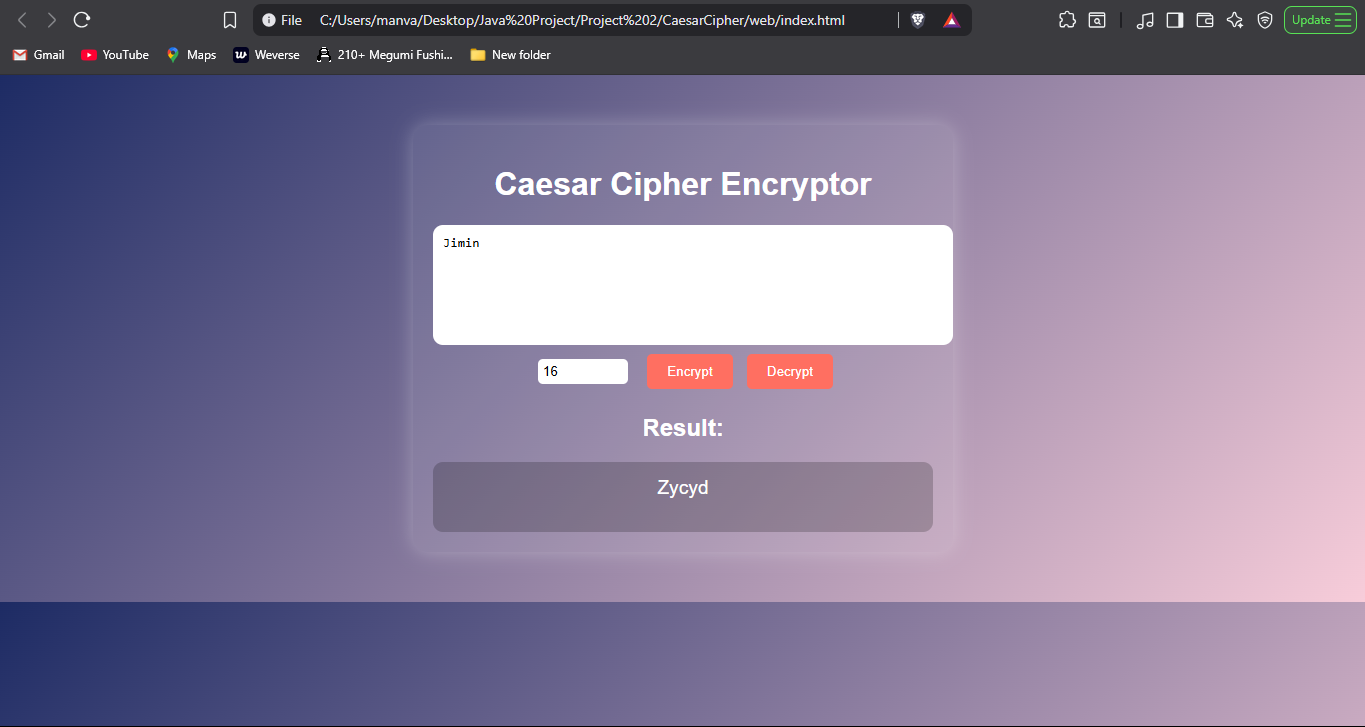 File C:/Users/manva/Desktop/Java%20Project/Project%202/CaesarCipher/web/index.html Update
Gmail YouTube Maps Weverse 210+ Megumi Fushi... New folder
Caesar Cipher Encryptor
Jimin
16 Encrypt Decrypt
Result:
Zycyd